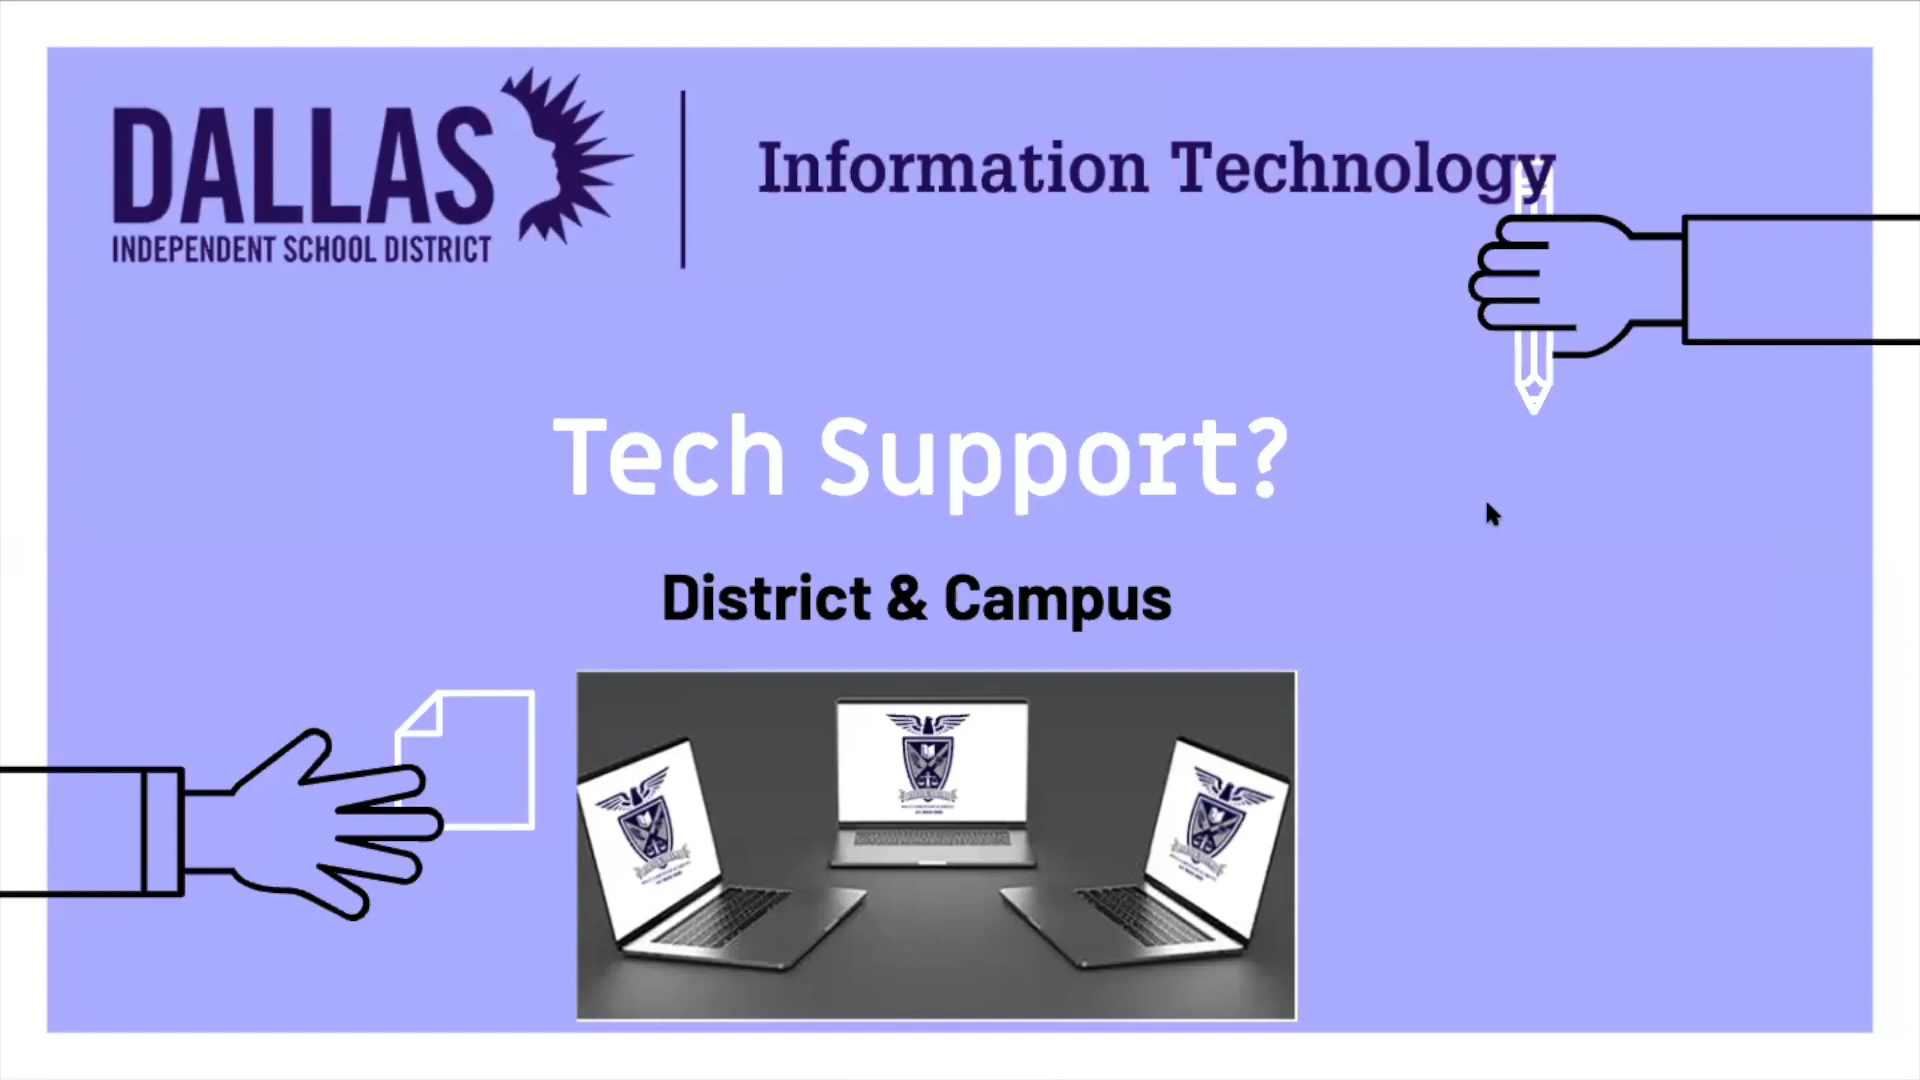 DALLAS
INDEPENDENT SCHOOL DISTRICT
Information Technology
Tech Support?
District & Campus